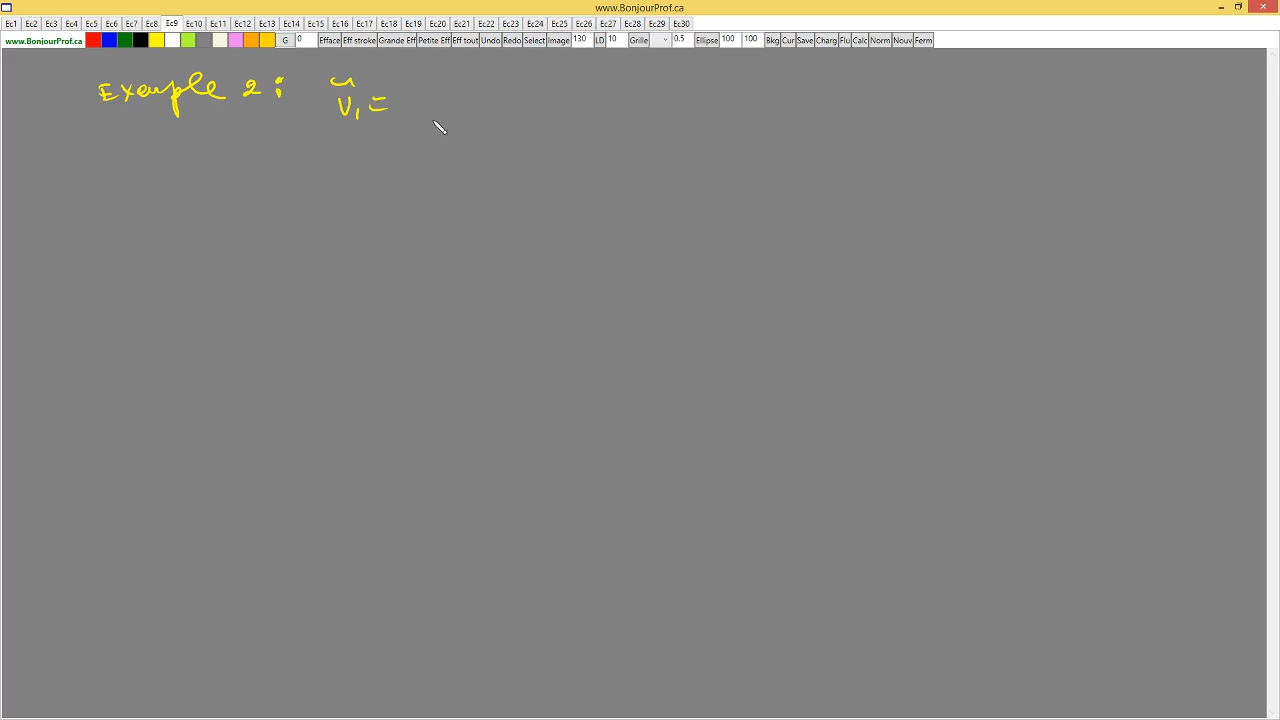 www.BonjourProf.ca
Ec1 Ec2 Ec3 Ec4 Ec5 Ec6 Ec7 Ec8 Ec9 Ec10 Ec11 Ec12 Ec13 Ec14 Ec15 Ec16 Ec17 Ec18 Ec19 Ec20 Ec21 Ec22 Ec23 Ec24 Ec25 Ec26 Ec27 Ec28 Ec29 Ec30
www.BonjourProf.ca G 0 Efface Eff stroke Grande Eff Petite Eff Eff tout Undo Redo Select Image 130 LD 10 Grille 0.5 Ellipse 100 100 Bkg Cur Save Charg Flu Calc Norm Nouv Ferm
Exemple 2 : V₁ =